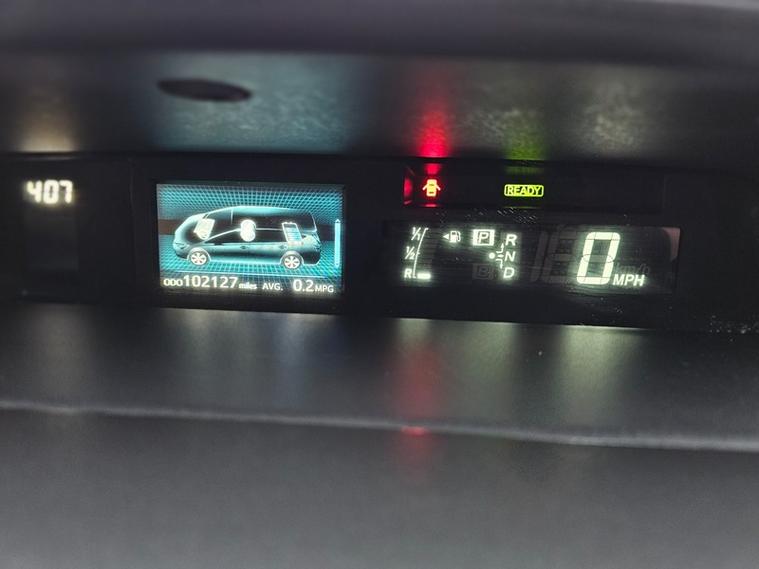 407
READY
1/1
1/2
R
P
R
N
D
B
0 MPH
000102127 miles AVG. 0.2 MPG